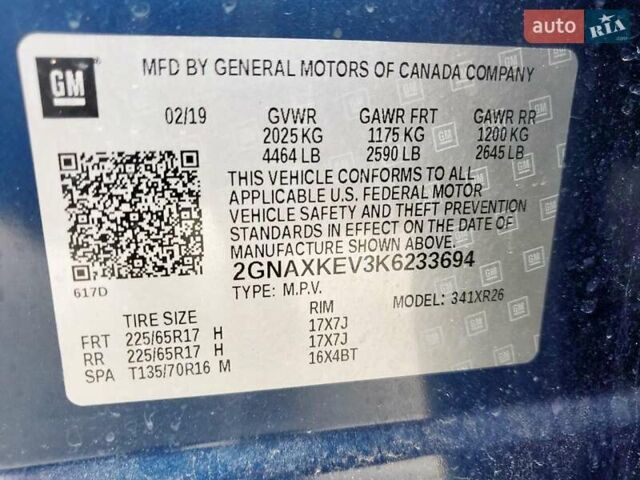 auto RIA.com
GM
MFD BY GENERAL MOTORS OF CANADA COMPANY
02/19 GVWR GAWR FRT GAWR RR
2025 KG 1175 KG 1200 KG
4464 LB 2590 LB 2645 LB
THIS VEHICLE CONFORMS TO ALL
APPLICABLE U.S. FEDERAL MOTOR
VEHICLE SAFETY AND THEFT PREVENTION
STANDARDS IN EFFECT ON THE DATE OF
MANUFACTURE SHOWN ABOVE.
2GNAXKEV3K6233694
617D
TYPE: M.P.V. MODEL: 341XR26
TIRE SIZE RIM
FRT 225/65R17 H 17X7J
RR 225/65R17 H 17X7J
SPA T135/70R16 M 16X4BT